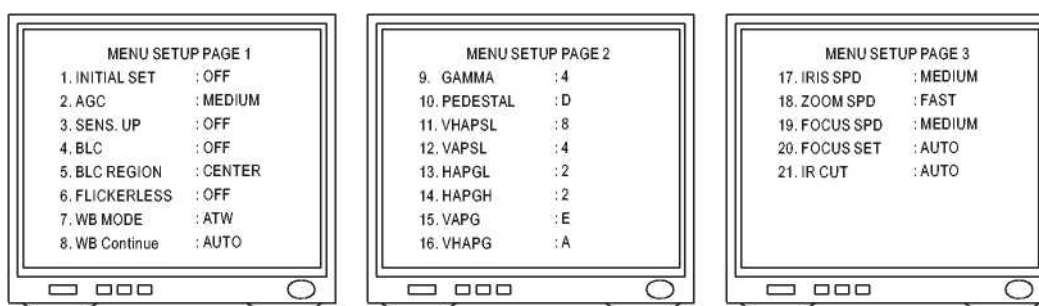 MENU SETUP PAGE 1
1. INITIAL SET : OFF
2. AGC : MEDIUM
3. SENS. UP : OFF
4. BLC : OFF
5. BLC REGION : CENTER
6. FLICKERLESS : OFF
7. WB MODE : ATW
8. WB Continue : AUTO
MENU SETUP PAGE 2
9. GAMMA : 4
10. PEDESTAL : D
11. VHAPSL : 8
12. VAPSL : 4
13. HAPGL : 2
14. HAPGH : 2
15. VAPG : E
16. VHAPG : A
MENU SETUP PAGE 3
17. IRIS SPD : MEDIUM
18. ZOOM SPD : FAST
19. FOCUS SPD : MEDIUM
20. FOCUS SET : AUTO
21. IR CUT : AUTO